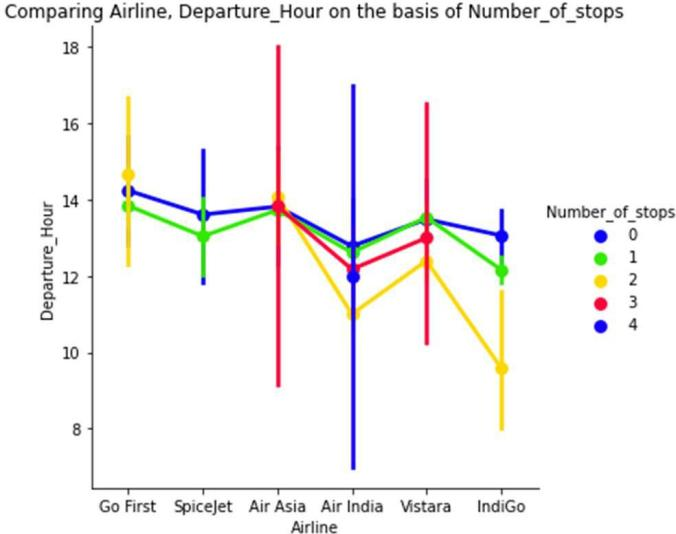 Comparing Airline, Departure_Hour on the basis of Number_of_stops
18
16
14
12
10
8
Departure_Hour
Go First SpiceJet Air Asia Air India Vistara IndiGo
Airline
Number_of_stops
0
1
2
3
4